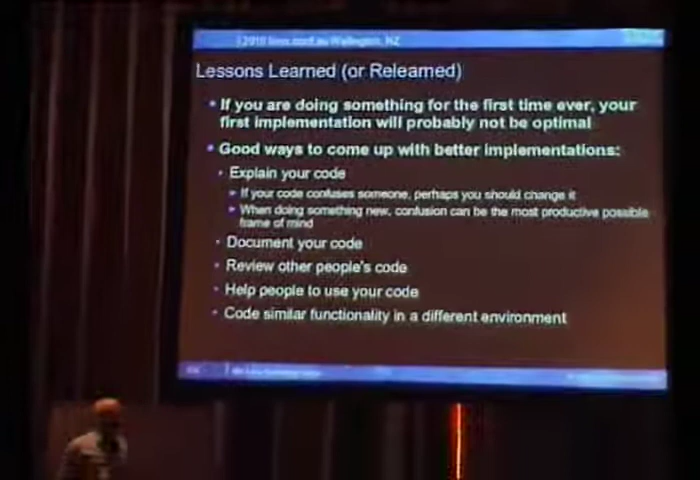 2010 linux.conf.au Wellington, NZ
Lessons Learned (or Relearned)
• If you are doing something for the first time ever, your
first implementation will probably not be optimal
• Good ways to come up with better implementations:
• Explain your code
If your code confuses someone, perhaps you should change it
When doing something new, confusion can be the most productive possible
frame of mind
• Document your code
• Review other people's code
• Help people to use your code
• Code similar functionality in a different environment